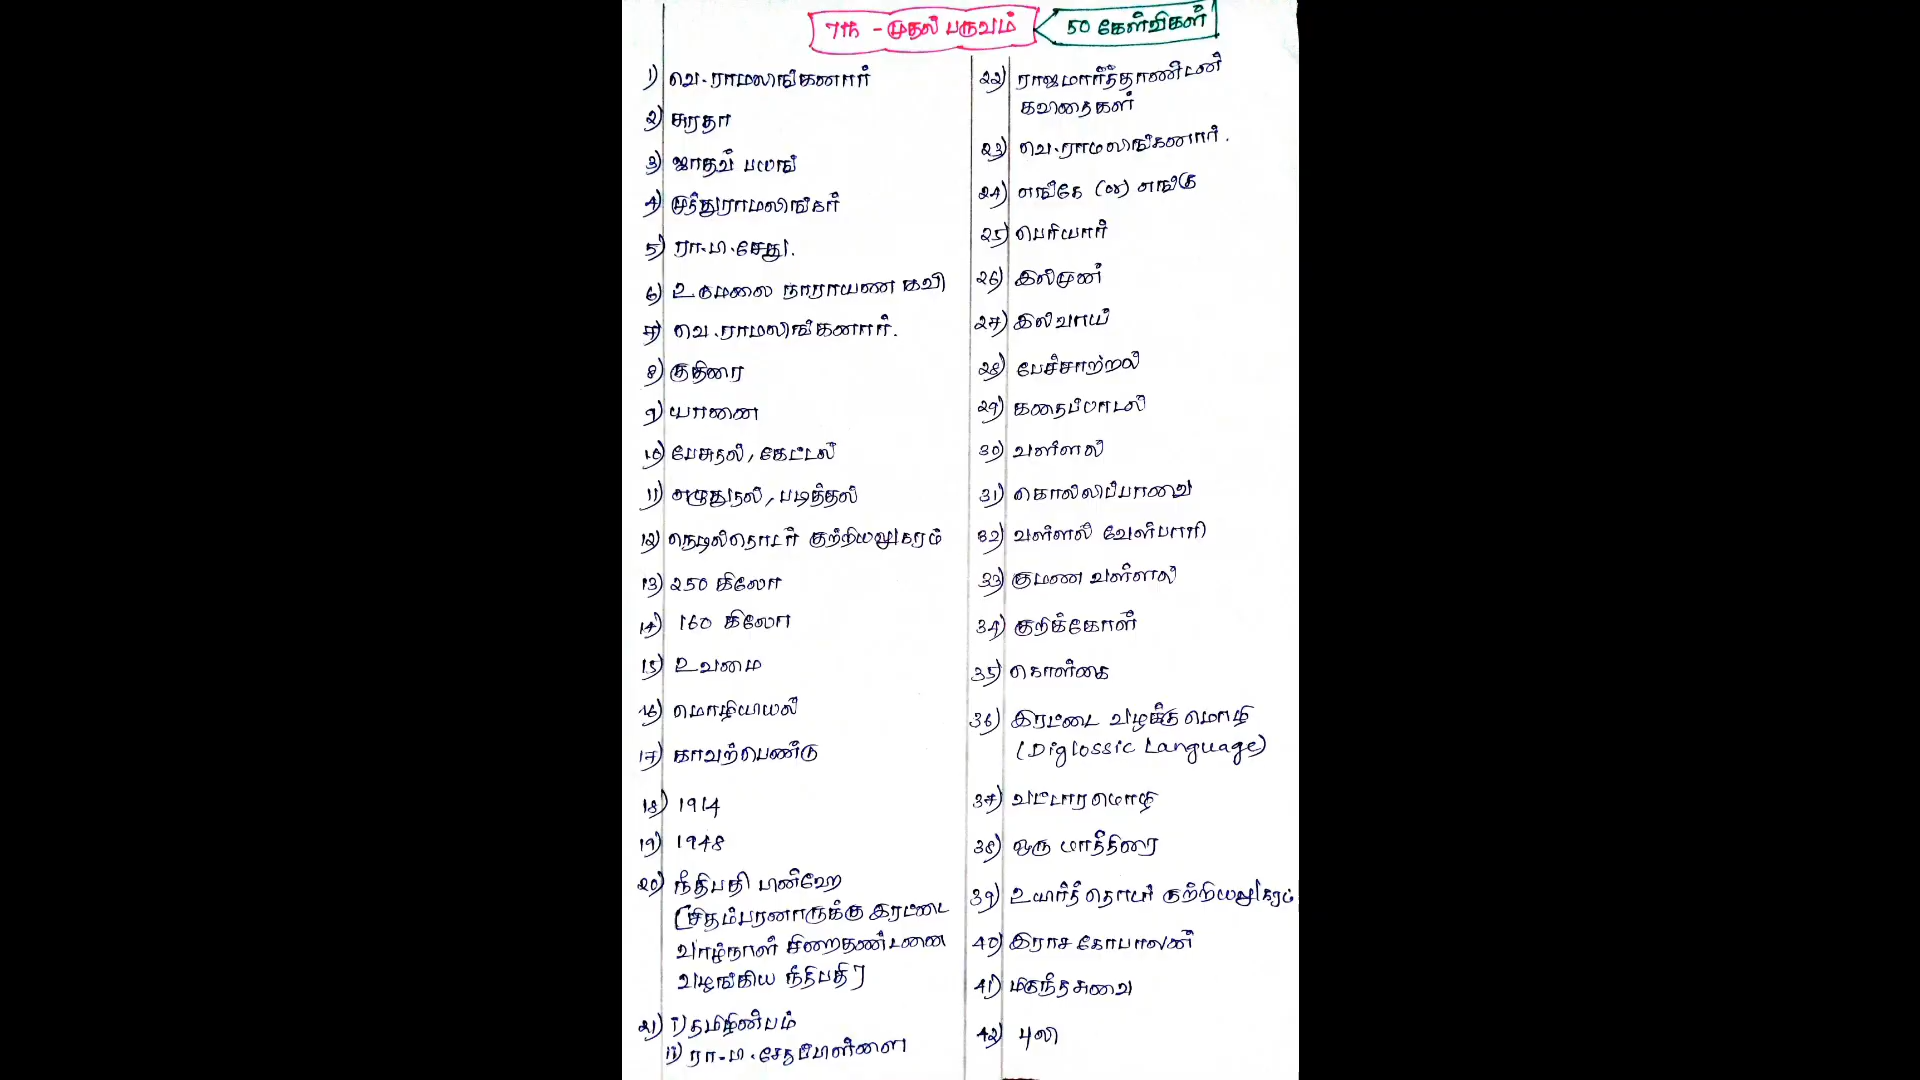 7th - முதல் பருவம்
50 கேள்விகள்
1) வெ. ராமலிங்கனார்
2) சுரதா
3) ஜாதவ் பயேங்
4) முத்துராமலிங்கர்
5) ரா.பி.சேது.
6) உடுமலை நாராயண கவி
7) வெ. ராமலிங்கனார்.
8) குதிரை
9) யானை
10) பேசுதல், கேட்டல்
11) எழுதுதல், படித்தல்
12) நெடில்தொடர் குற்றியலுகரம்
13) 250 கிலோ
14) 160 கிலோ
15) உவமை
16) மொழியியல்
17) காவற்பெண்டு
18) 1914
19) 1948
20) நீதிபதி பின்ஹே
(சிதம்பரனாருக்கு இரட்டை
வாழ்நாள் சிறைதண்டனை
வழங்கிய நீதிபதி)
21) i) தமிழின்பம்
ii) ரா.பி.சேதுப்பிள்ளை
22) ராஜமார்த்தாண்டன்
கவிதைகள்
23) வெ.ராமலிங்கனார்.
24) எங்கே (or) எங்கு
25) பெரியார்
26) இல்முன்
27) இல்வாய்
28) பேச்சாற்றல்
29) கதைப்பாடல்
30) வள்ளல்
31) கொல்லிப்பாவை
32) வள்ளல் வேள்பாரி
33) குமண வள்ளல்
34) குறிக்கோள்
35) கொள்கை
36) இரட்டை வழக்கு மொழி
(Diglossic Language)
37) வட்டார மொழி
38) ஒரு மாத்திரை
39) உயிர்த் தொடர் குற்றியலுகரம்
40) இராச கோபாலன்
41) மிகுந்த சுவை
42) புலி